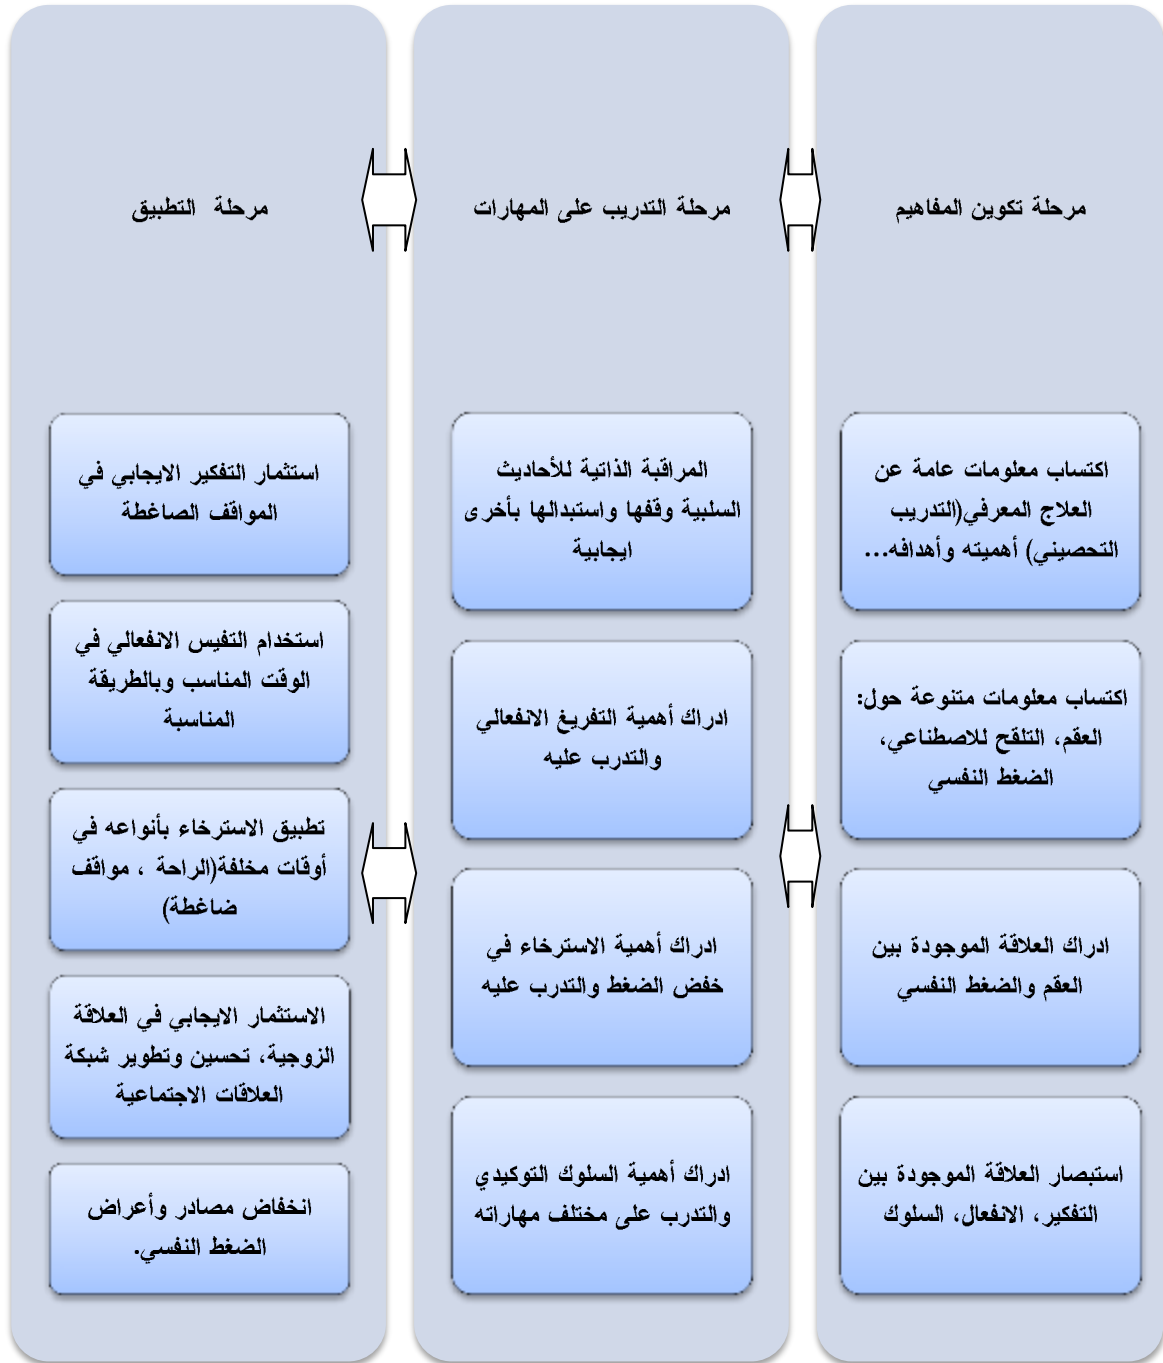 مرحلة تكوين المفاهيم
اكتساب معلومات عامة عن
العلاج المعرفي(التدريب
التحصيني) أهميته وأهدافه...
اكتساب معلومات متنوعة حول:
العقم، التلقح للاصطناعي،
الضغط النفسي
ادراك العلاقة الموجودة بين
العقم والضغط النفسي
استبصار العلاقة الموجودة بين
التفكير، الانفعال، السلوك
مرحلة التدريب على المهارات
المراقبة الذاتية للأحاديث
السلبية وقفها واستبدالها بأخرى
ايجابية
ادراك أهمية التفريغ الانفعالي
والتدرب عليه
ادراك أهمية الاسترخاء في
خفض الضغط والتدرب عليه
ادراك أهمية السلوك التوكيدي
والتدرب على مختلف مهاراته
مرحلة التطبيق
استثمار التفكير الايجابي في
المواقف الصاغطة
استخدام التفيس الانفعالي في
الوقت المناسب وبالطريقة
المناسبة
تطبيق الاسترخاء بأنواعه في
أوقات مخلفة(الراحة ، مواقف
ضاغطة)
الاستثمار الايجابي في العلاقة
الزوجية، تحسين وتطوير شبكة
العلاقات الاجتماعية
انخفاض مصادر وأعراض
الضغط النفسي.